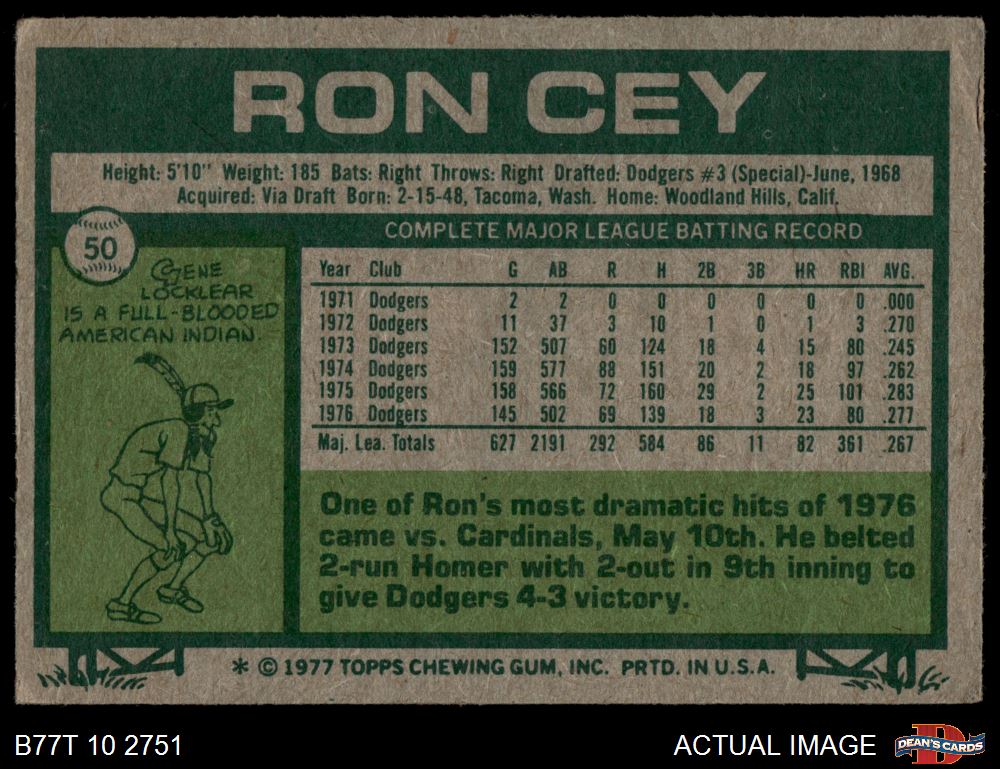 RON CEY
Height: 5'10" Weight: 185 Bats: Right Throws: Right Drafted: Dodgers #3 (Special)-June, 1968
Acquired: Via Draft Born: 2-15-48, Tacoma, Wash. Home: Woodland Hills, Calif.
50
GENE
LOCKLEAR
IS A FULL-BLOODED
AMERICAN INDIAN.
COMPLETE MAJOR LEAGUE BATTING RECORD
Year Club G AB R H 2B 3B HR RBI AVG.
1971 Dodgers 2 2 0 0 0 0 0 0 .000
1972 Dodgers 11 37 3 10 1 0 1 3 .270
1973 Dodgers 152 507 60 124 18 4 15 80 .245
1974 Dodgers 159 577 88 151 20 2 18 97 .262
1975 Dodgers 158 566 72 160 29 2 25 101 .283
1976 Dodgers 145 502 69 139 18 3 23 80 .277
Maj. Lea. Totals 627 2191 292 584 86 11 82 361 .267
One of Ron's most dramatic hits of 1976
came vs. Cardinals, May 10th. He belted
2-run Homer with 2-out in 9th inning to
give Dodgers 4-3 victory.
* © 1977 TOPPS CHEWING GUM, INC. PRTD. IN U.S.A.
B77T 10 2751
ACTUAL IMAGE
D
DEAN'S CARDS